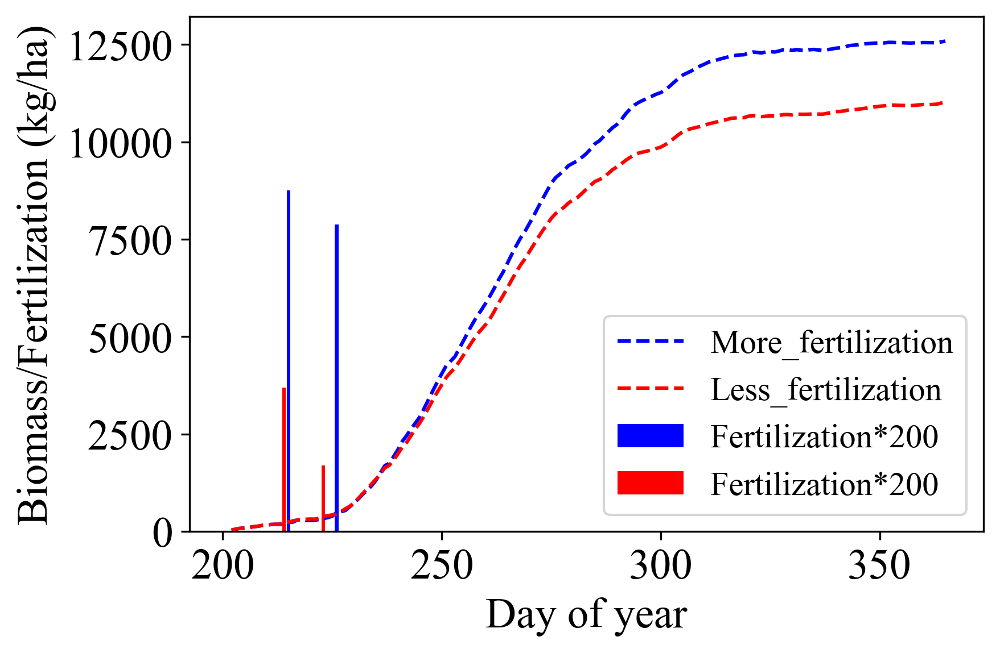 Biomass/Fertilization (kg/ha)
12500
10000
7500
5000
2500
0
200 250 300 350
Day of year
More_fertilization
Less_fertilization
Fertilization*200
Fertilization*200